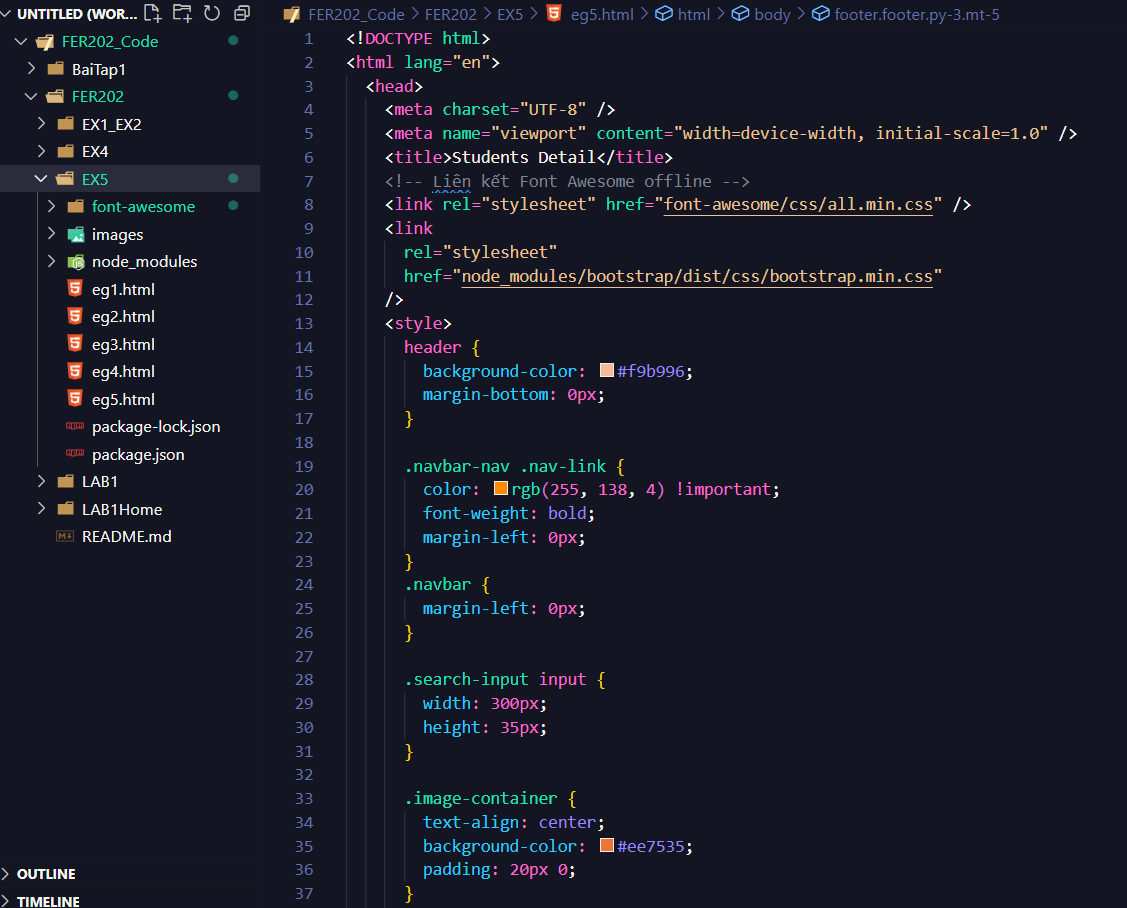 UNTITLED (WOR...
FER202_Code
BaiTap1
FER202
EX1_EX2
EX4
EX5
font-awesome
images
node_modules
eg1.html
eg2.html
eg3.html
eg4.html
eg5.html
package-lock.json
package.json
LAB1
LAB1Home
README.md
OUTLINE
TIMELINE
FER202_Code > FER202 > EX5 > eg5.html > html > body > footer.footer.py-3.mt-5
1 <!DOCTYPE html>
2 <html lang="en">
3 <head>
4 <meta charset="UTF-8" />
5 <meta name="viewport" content="width=device-width, initial-scale=1.0" />
6 <title>Students Detail</title>
7 <!-- Liên kết Font Awesome offline -->
8 <link rel="stylesheet" href="font-awesome/css/all.min.css" />
9 <link
10 rel="stylesheet"
11 href="node_modules/bootstrap/dist/css/bootstrap.min.css"
12 />
13 <style>
14 header {
15 background-color: #f9b996;
16 margin-bottom: 0px;
17 }
18
19 .navbar-nav .nav-link {
20 color: rgb(255, 138, 4) !important;
21 font-weight: bold;
22 margin-left: 0px;
23 }
24 .navbar {
25 margin-left: 0px;
26 }
27
28 .search-input input {
29 width: 300px;
30 height: 35px;
31 }
32
33 .image-container {
34 text-align: center;
35 background-color: #ee7535;
36 padding: 20px 0;
37 }